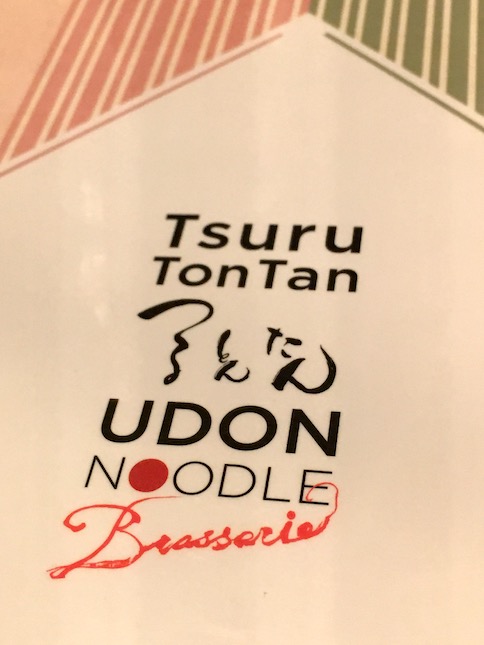 Tsuru
TonTan
つるとんたん
UDON
NOODLE
Brasserie